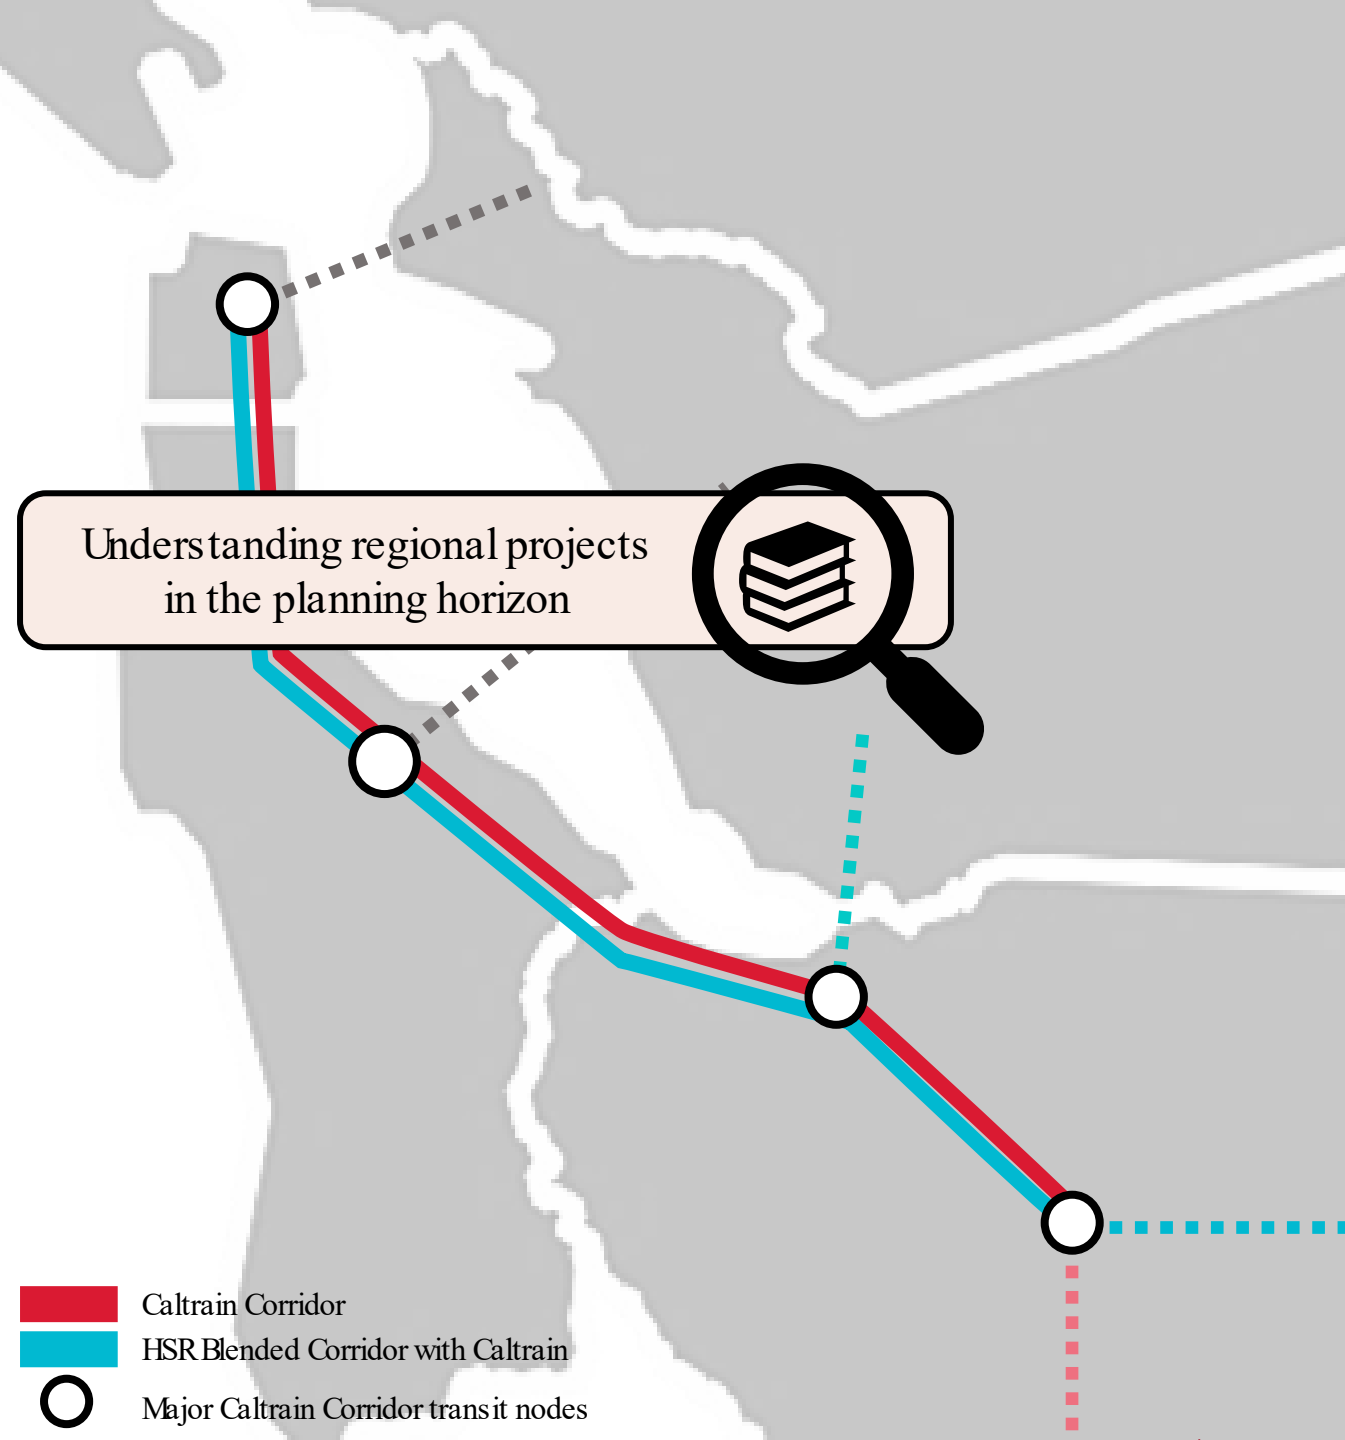 Understanding regional projects
in the planning horizon
Caltrain Corridor
HSR Blended Corridor with Caltrain
Major Caltrain Corridor transit nodes